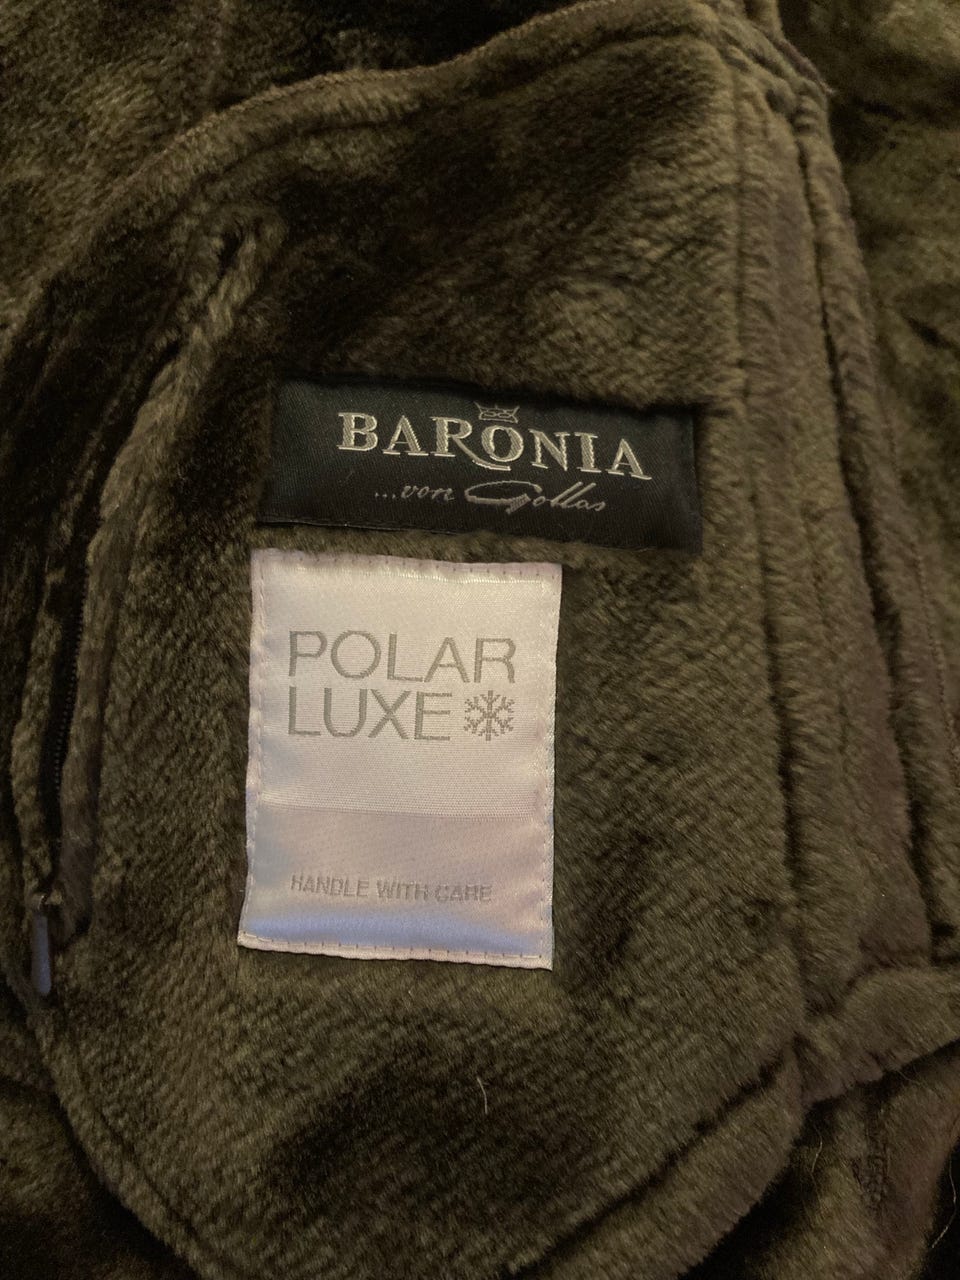 BARONIA
...von Gollas
POLAR
LUXE
HANDLE WITH CARE